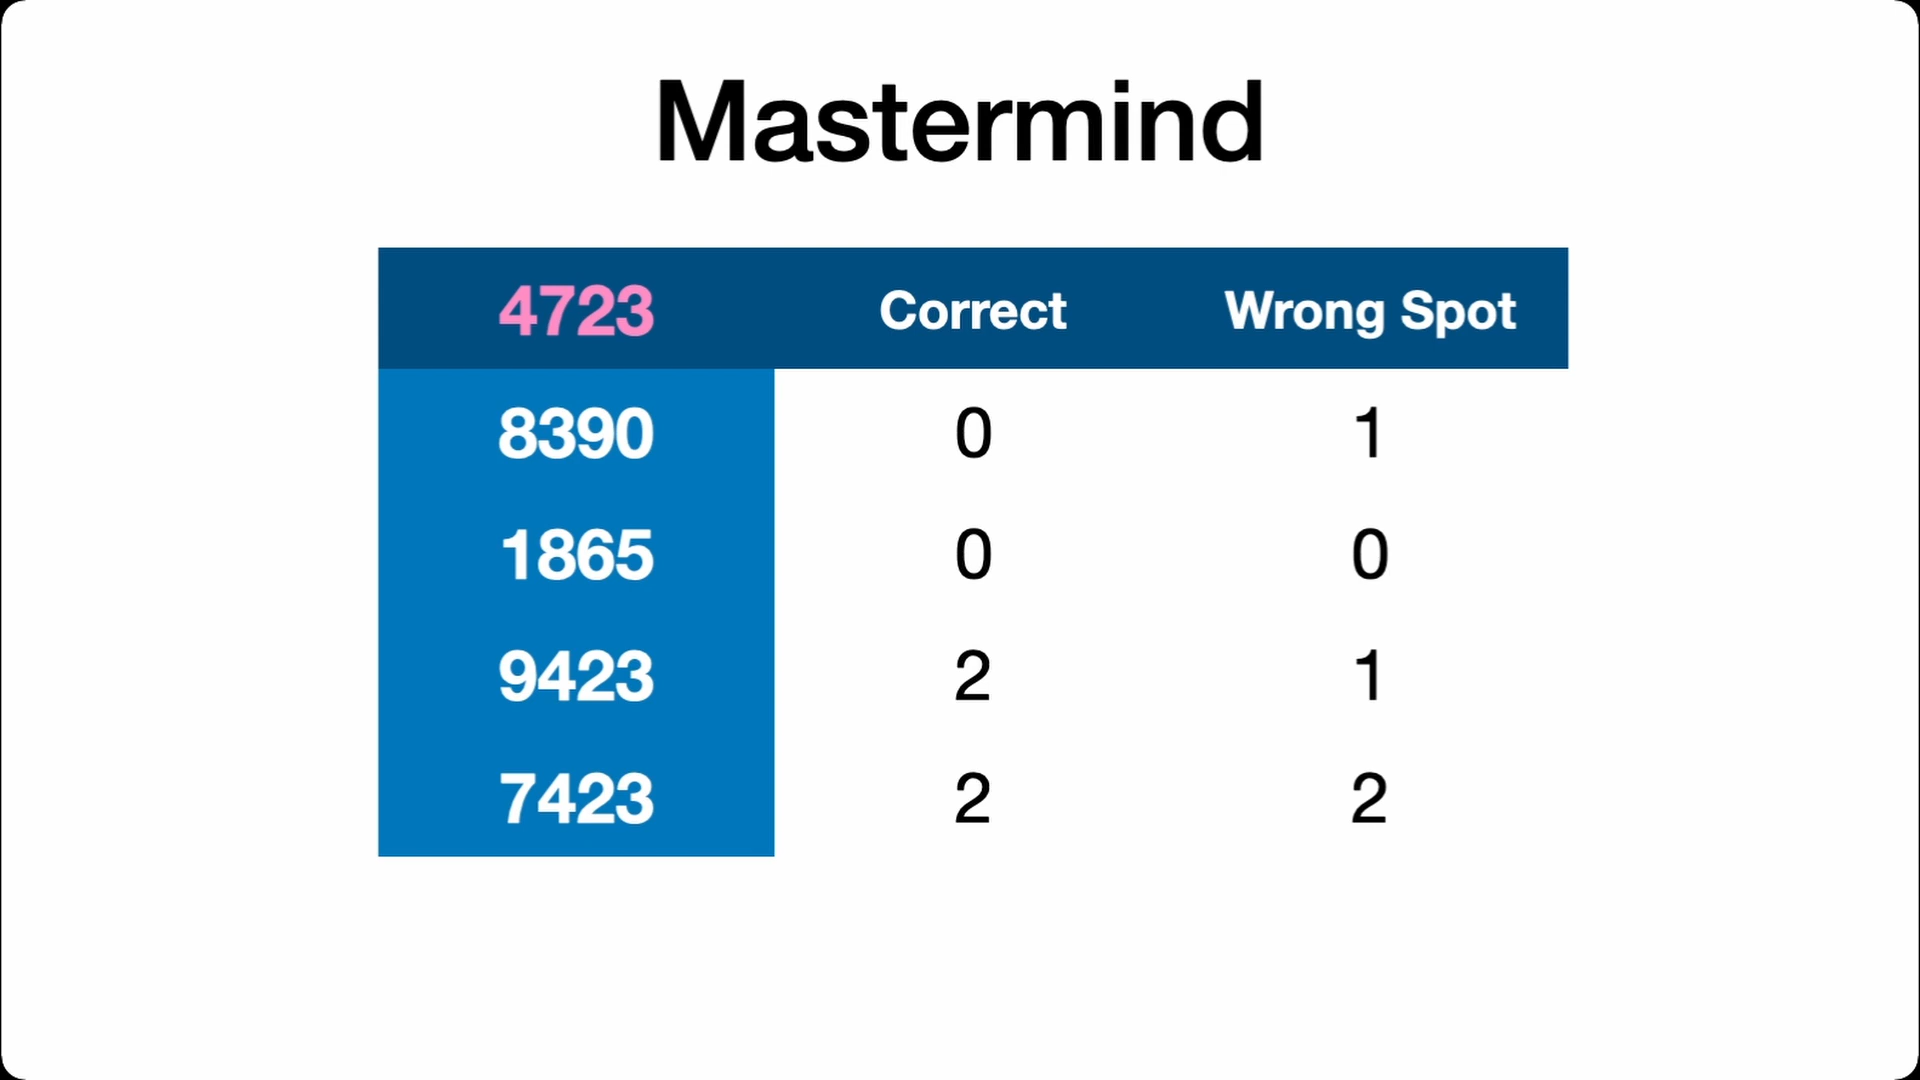 Mastermind
4723 Correct Wrong Spot
8390 0 1
1865 0 0
9423 2 1
7423 2 2